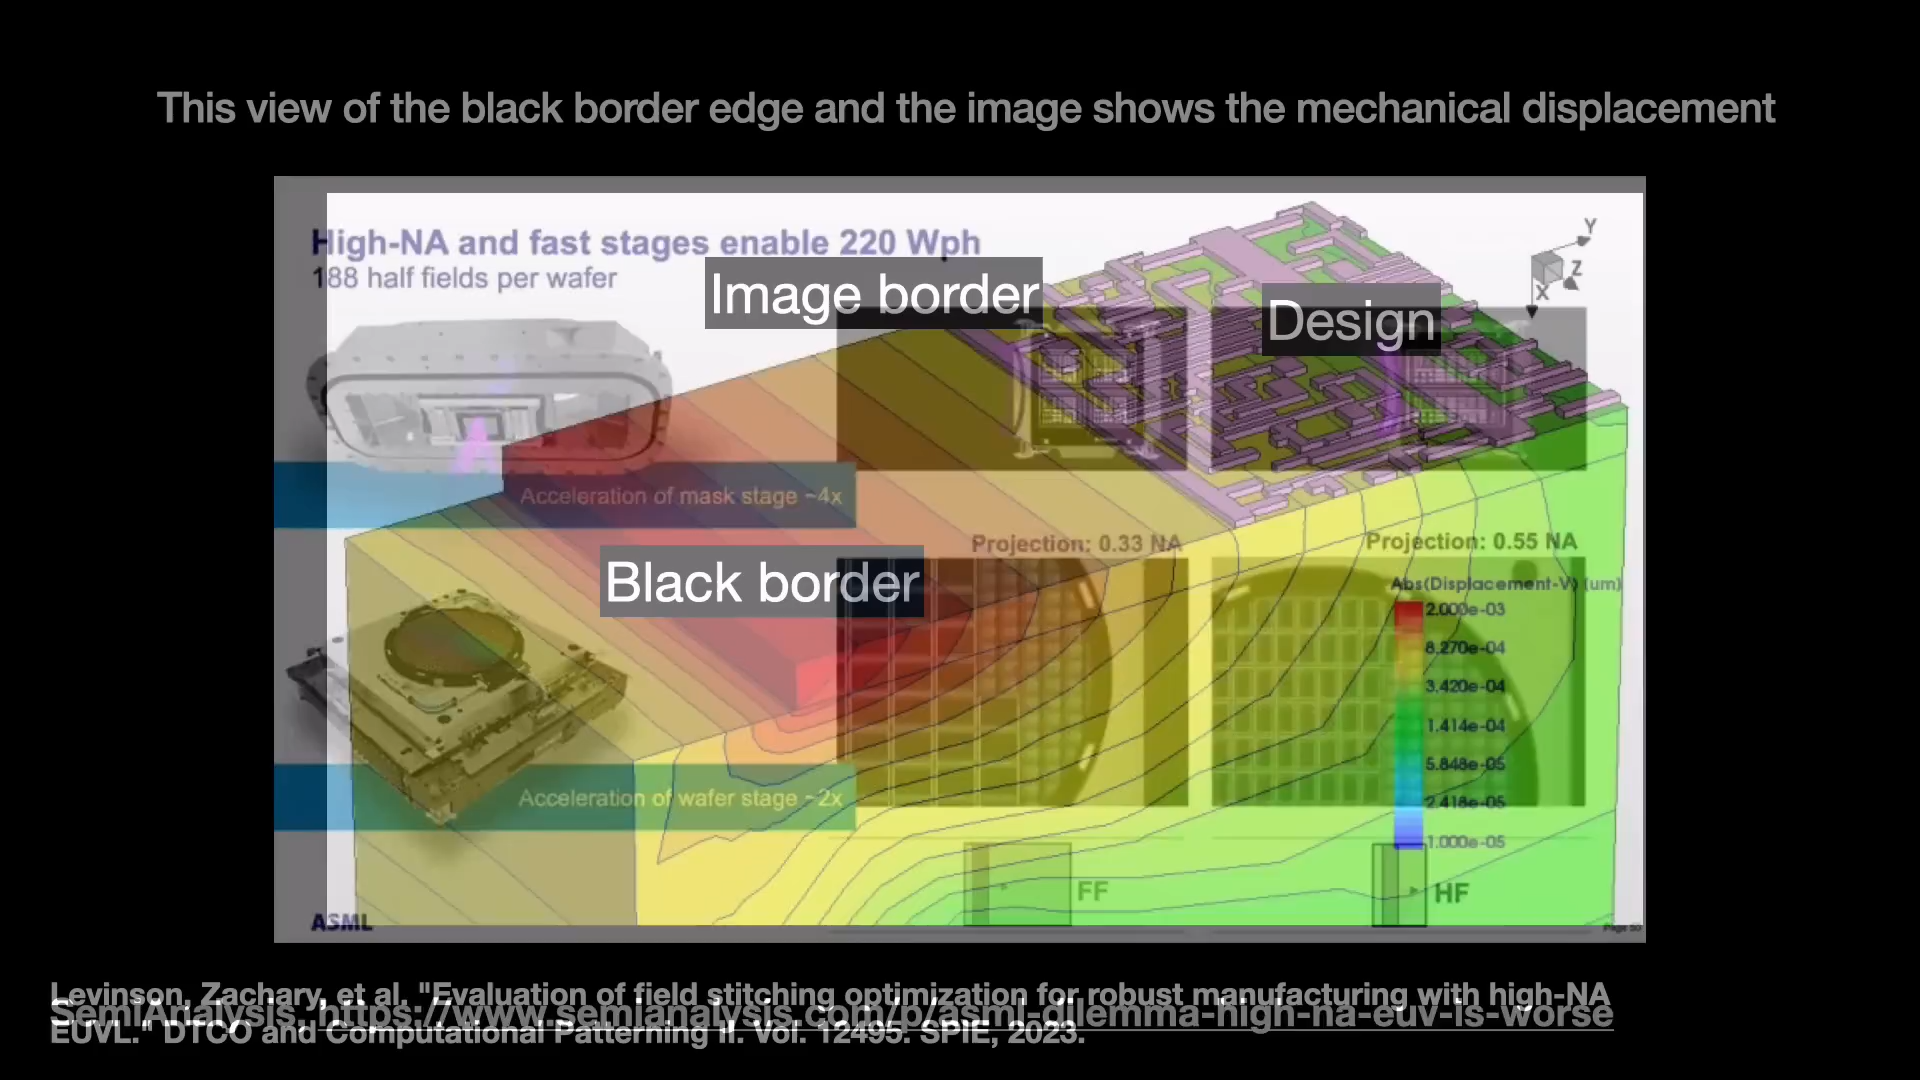 This view of the black border edge and the image shows the mechanical displacement
High-NA and fast stages enable 220 Wph
188 half fields per wafer
Image border
Design
Y
Z
X
Acceleration of mask stage ~4x
Projection: 0.33 NA
Projection: 0.55 NA
Black border
Abs(Displacement-V) (um)
2.000e-03
8.270e-04
3.420e-04
1.414e-04
5.848e-05
2.418e-05
1.000e-05
Acceleration of wafer stage ~2x
FF
HF
ASML
Page 50
Levinson, Zachary, et al. "Evaluation of field stitching optimization for robust manufacturing with high-NA
EUVL." DTCO and Computational Patterning II. Vol. 12495. SPIE, 2023.
SemiAnalysis, https://www.semianalysis.com/p/asml-dilemma-high-na-euv-is-worse